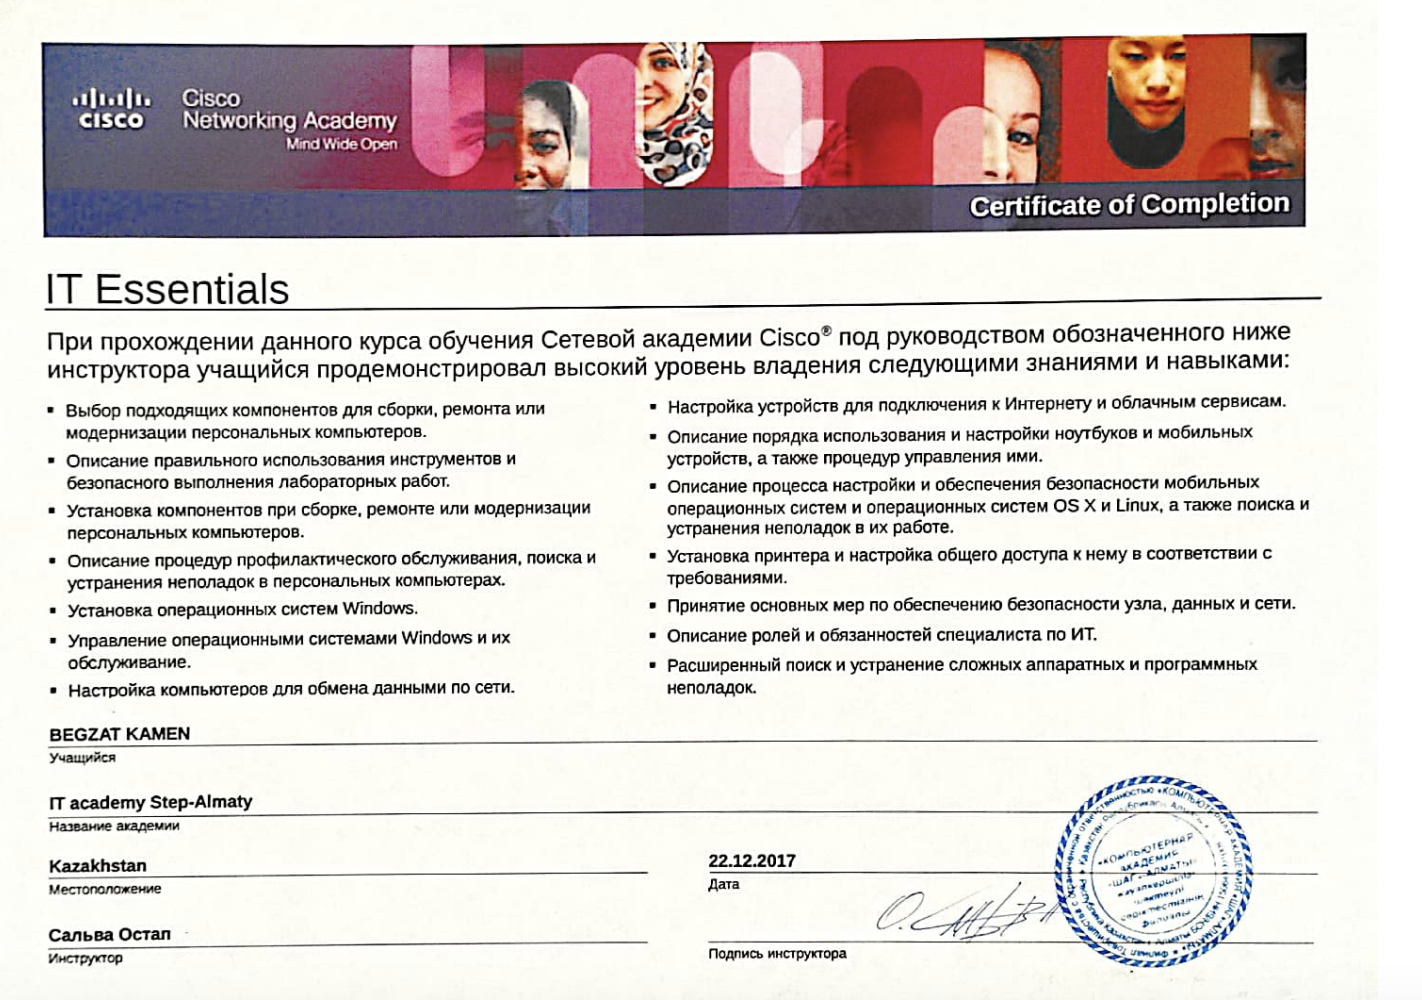 CISCO
Cisco
Networking Academy
Mind Wide Open
Certificate of Completion
IT Essentials
При прохождении данного курса обучения Сетевой академии Cisco® под руководством обозначенного ниже
инструктора учащийся продемонстрировал высокий уровень владения следующими знаниями и навыками:
▪ Выбор подходящих компонентов для сборки, ремонта или
модернизации персональных компьютеров.
▪ Описание правильного использования инструментов и
безопасного выполнения лабораторных работ.
▪ Установка компонентов при сборке, ремонте или модернизации
персональных компьютеров.
▪ Описание процедур профилактического обслуживания, поиска и
устранения неполадок в персональных компьютерах.
▪ Установка операционных систем Windows.
▪ Управление операционными системами Windows и их
обслуживание.
▪ Настройка компьютеров для обмена данными по сети.
▪ Настройка устройств для подключения к Интернету и облачным сервисам.
▪ Описание порядка использования и настройки ноутбуков и мобильных
устройств, а также процедур управления ими.
▪ Описание процесса настройки и обеспечения безопасности мобильных
операционных систем и операционных систем OS X и Linux, а также поиска и
устранения неполадок в их работе.
▪ Установка принтера и настройка общего доступа к нему в соответствии с
требованиями.
▪ Принятие основных мер по обеспечению безопасности узла, данных и сети.
▪ Описание ролей и обязанностей специалиста по ИТ.
▪ Расширенный поиск и устранение сложных аппаратных и программных
неполадок.
BEGZAT KAMEN
Учащийся
IT academy Step-Almaty
Название академии
Kazakhstan
Местоположение
22.12.2017
Дата
Сальва Остап
Инструктор
Подпись инструктора
«КОМПЬЮТЕРНАЯ
АКАДЕМИЯ
«ШАГ - АЛМАТЫ»